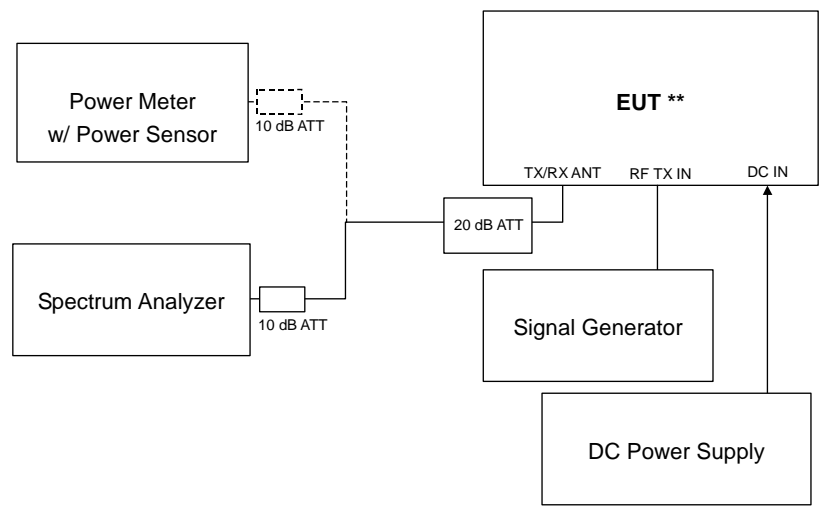 Power Meter
w/ Power Sensor
10 dB ATT
EUT **
TX/RX ANT
RF TX IN
DC IN
20 dB ATT
Spectrum Analyzer
10 dB ATT
Signal Generator
DC Power Supply